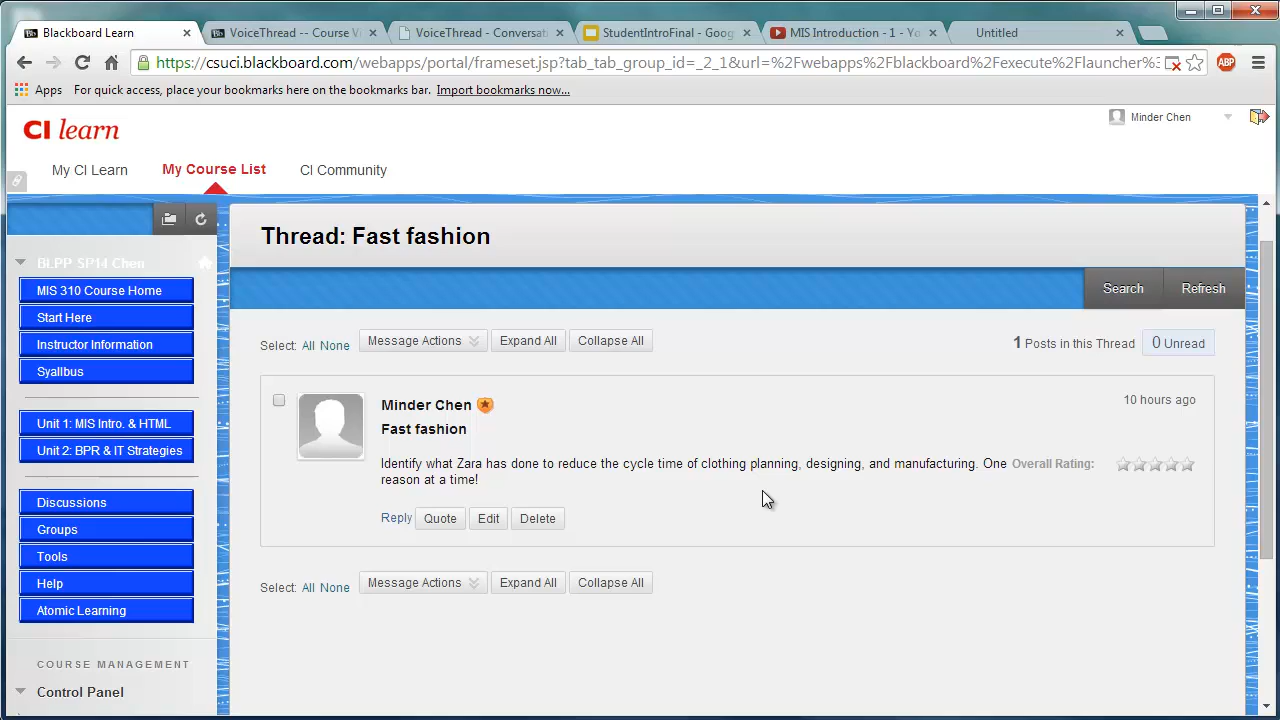 Blackboard Learn
VoiceThread -- Course Vi
VoiceThread - Conversati
StudentIntroFinal - Goog
MIS Introduction - 1 - Yo
Untitled
https://csuci.blackboard.com/webapps/portal/frameset.jsp?tab_tab_group_id=_2_1&url=%2Fwebapps%2Fblackboard%2Fexecute%2Flauncher%3
ABP
Apps For quick access, place your bookmarks here on the bookmarks bar. Import bookmarks now...
CI learn
Minder Chen
My CI Learn My Course List CI Community
Thread: Fast fashion
BLPP SP14 Chen
Search Refresh
MIS 310 Course Home
Start Here
Instructor Information
Syallbus
Unit 1: MIS Intro. & HTML
Unit 2: BPR & IT Strategies
Discussions
Groups
Tools
Help
Atomic Learning
COURSE MANAGEMENT
Control Panel
Select: All None Message Actions Expand All Collapse All
1 Posts in this Thread 0 Unread
Minder Chen
10 hours ago
Fast fashion
Identify what Zara has done to reduce the cycle time of clothing planning, designing, and manufacturing. One
reason at a time!
Overall Rating:
Reply Quote Edit Delete
Select: All None Message Actions Expand All Collapse All